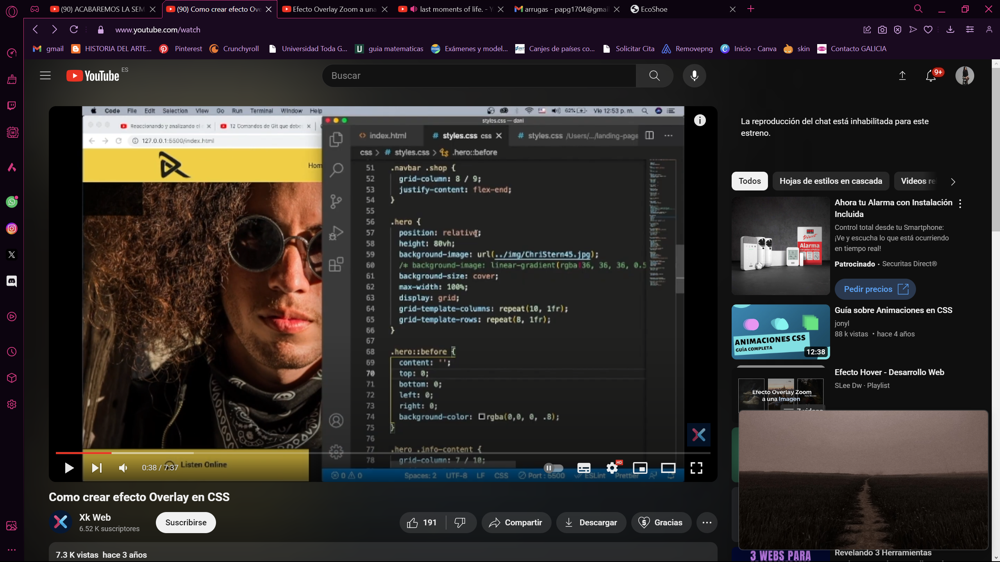 (90) ACABAREMOS LA SEM
(90) Como crear efecto Ove
Efecto Overlay Zoom a una
last moments of life. - Y
arrugas - papg1704@gmail
EcoShoe
www.youtube.com/watch
gmail
HISTORIA DEL ARTE...
Pinterest
Crunchyroll
Universidad Toda G...
guia matematicas
Exámenes y model...
Canjes de países co...
Solicitar Cita
Removepng
Inicio - Canva
skin
Contacto GALICIA
YouTube ES
Buscar
9+
Code File Edit Selection View Go Run Terminal Window Help
62% Vie 12:53 p. m.
Reaccionando y analizando el
12 Comandos de Git que debe
127.0.0.1:5500/index.html
Hom
Listen Online
styles.css — dani
index.html
styles.css css
styles.css /Users/.../landing-page
css > # styles.css > .hero::before
51 .navbar .shop {
52 grid-column: 8 / 9;
53 justify-content: flex-end;
54 }
55
56 .hero {
57 position: relative;
58 height: 80vh;
59 background-image: url(../img/ChriStern45.jpg);
60 /* background-image: linear-gradient(rgba(36, 36, 36, 0.5
61 background-size: cover;
62 max-width: 100%;
63 display: grid;
64 grid-template-columns: repeat(10, 1fr);
65 grid-template-rows: repeat(8, 1fr);
66 }
67
68 .hero::before {
69 content: '';
70 top: 0;
71 bottom: 0;
72 left: 0;
73 right: 0;
74 background-color: rgba(0,0, 0, .8);
75 }
76
77 .hero .info-content {
78 grid-column: 7 / 10;
0 0 Spaces: 2 UTF-8 LF CSS Port : 5500 ESLint Prettier
0:38 / 7:37
HD
Como crear efecto Overlay en CSS
Xk Web
6.52 K suscriptores
Suscribirse
191
Compartir
Descargar
Gracias
7.3 K vistas hace 3 años
La reproducción del chat está inhabilitada para este
estreno.
Todos
Hojas de estilos en cascada
Videos re
Direct
Alarma
Ahora tu Alarma con Instalación
Incluida
Control total desde tu Smartphone:
¡Ve y escucha lo que está ocurriendo
en tiempo real!
Patrocinado · Securitas Direct®
Pedir precios
ANIMACIONES CSS
GUÍA COMPLETA
12:38
Guía sobre Animaciones en CSS
jonyl
88 k vistas • hace 4 años
Efecto Overlay Zoom
a una Imagen
Hola Mundo
7 videos
Efecto Hover - Desarrollo Web
SLee Dw · Playlist
3 WEBS PARA
Revelando 3 Herramientas